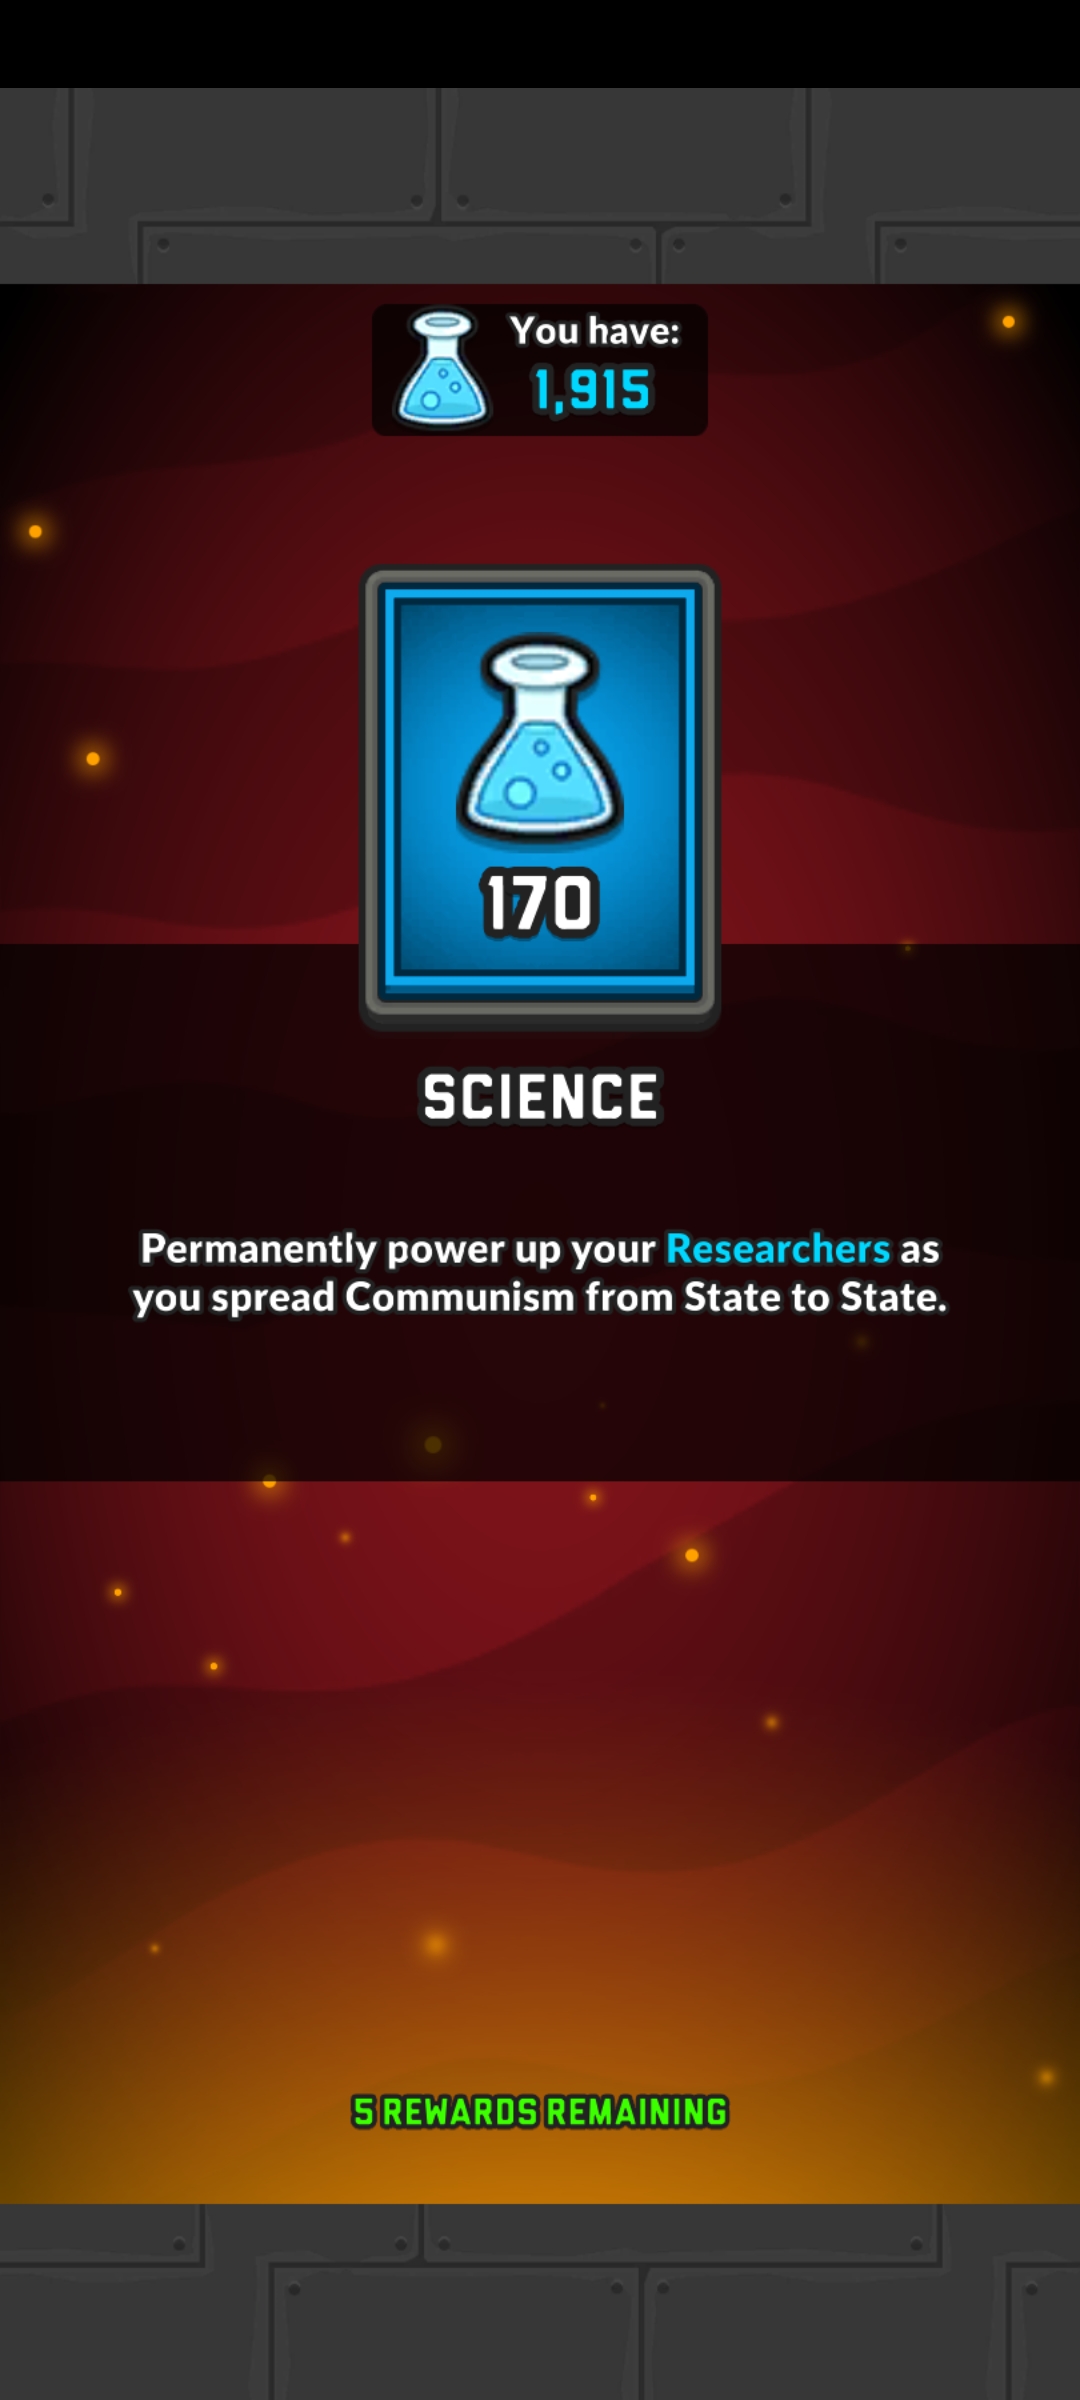 You have:
1,915
170
SCIENCE
Permanently power up your Researchers as
you spread Communism from State to State.
5 REWARDS REMAINING